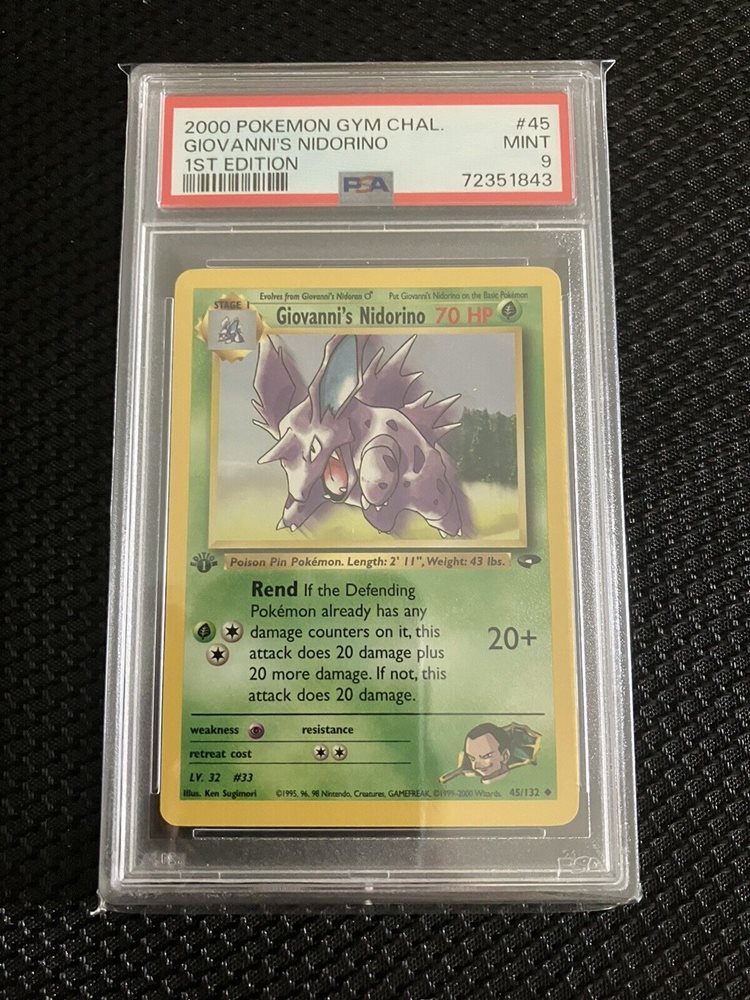 2000 POKEMON GYM CHAL. #45
GIOVANNI'S NIDORINO MINT
1ST EDITION 9
PSA 72351843
STAGE 1 Evolves from Giovanni's Nidoran ♂ Put Giovanni's Nidorino on the Basic Pokémon
Giovanni's Nidorino 70 HP
EDITION 1
Poison Pin Pokémon. Length: 2' 11", Weight: 43 lbs.
Rend If the Defending
Pokémon already has any
damage counters on it, this
attack does 20 damage plus
20 more damage. If not, this
attack does 20 damage.
20+
weakness resistance
retreat cost
LV. 32 #33
Illus. Ken Sugimori ©1995, 96, 98 Nintendo, Creatures, GAMEFREAK. ©1999-2000 Wizards. 45/132